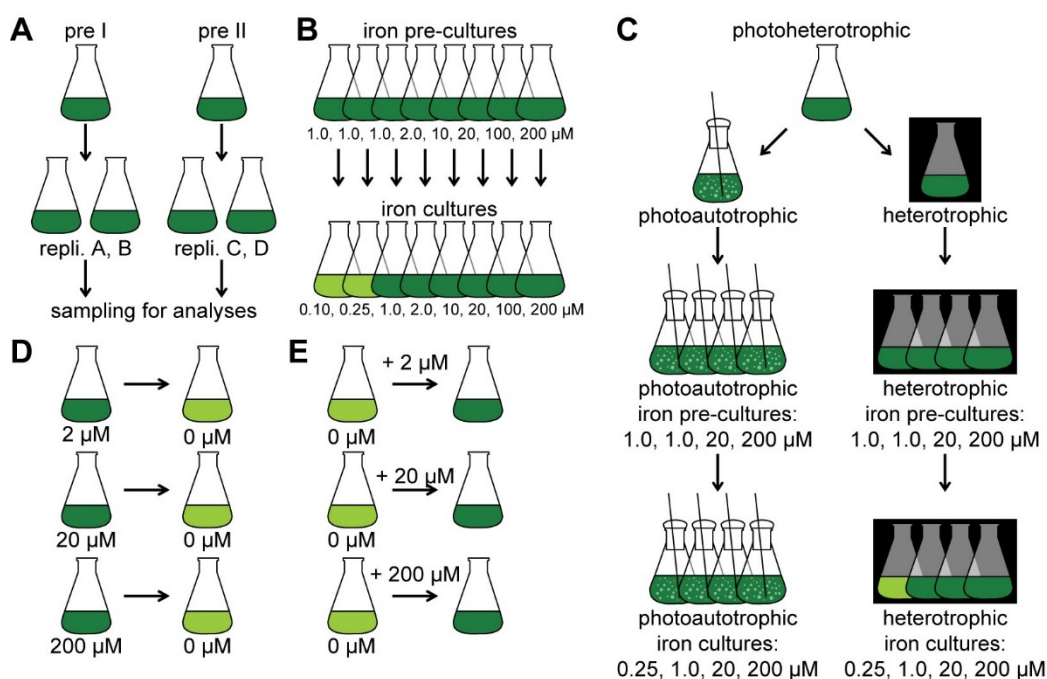 A
pre I
pre II
repli. A, B
repli. C, D
sampling for analyses
B
iron pre-cultures
1.0, 1.0, 1.0, 2.0, 10, 20, 100, 200 µM
iron cultures
0.10, 0.25, 1.0, 2.0, 10, 20, 100, 200 µM
C
photoheterotrophic
photoautotrophic
heterotrophic
photoautotrophic
iron pre-cultures:
1.0, 1.0, 20, 200 µM
heterotrophic
iron pre-cultures:
1.0, 1.0, 20, 200 µM
photoautotrophic
iron cultures:
0.25, 1.0, 20, 200 µM
heterotrophic
iron cultures:
0.25, 1.0, 20, 200 µM
D
2 µM
0 µM
20 µM
0 µM
200 µM
0 µM
E
+ 2 µM
0 µM
+ 20 µM
0 µM
+ 200 µM
0 µM